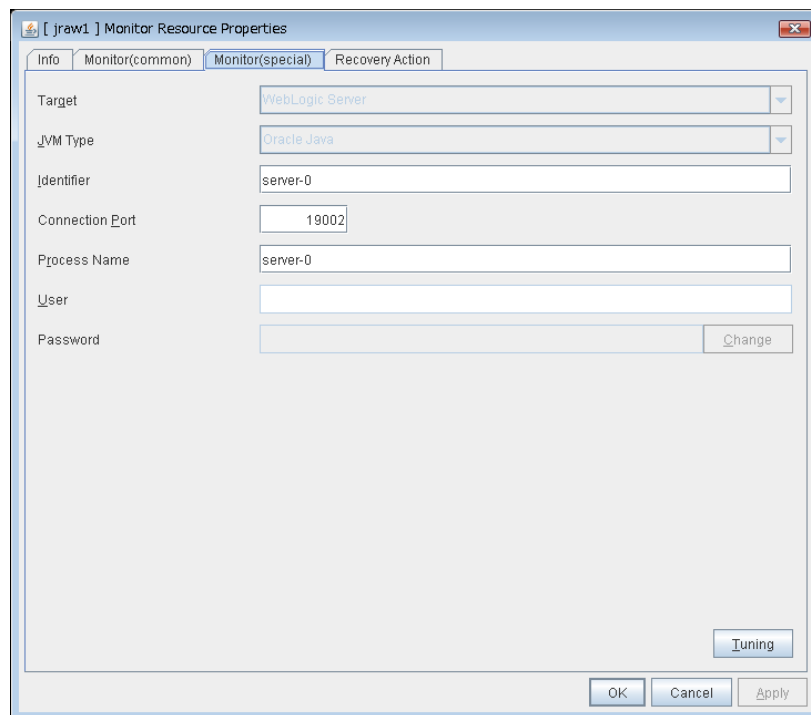 [ jraw1 ] Monitor Resource Properties
Info Monitor(common) Monitor(special) Recovery Action
Target WebLogic Server
JVM Type Oracle Java
Identifier server-0
Connection Port 19002
Process Name server-0
User
Password Change
Tuning
OK Cancel Apply